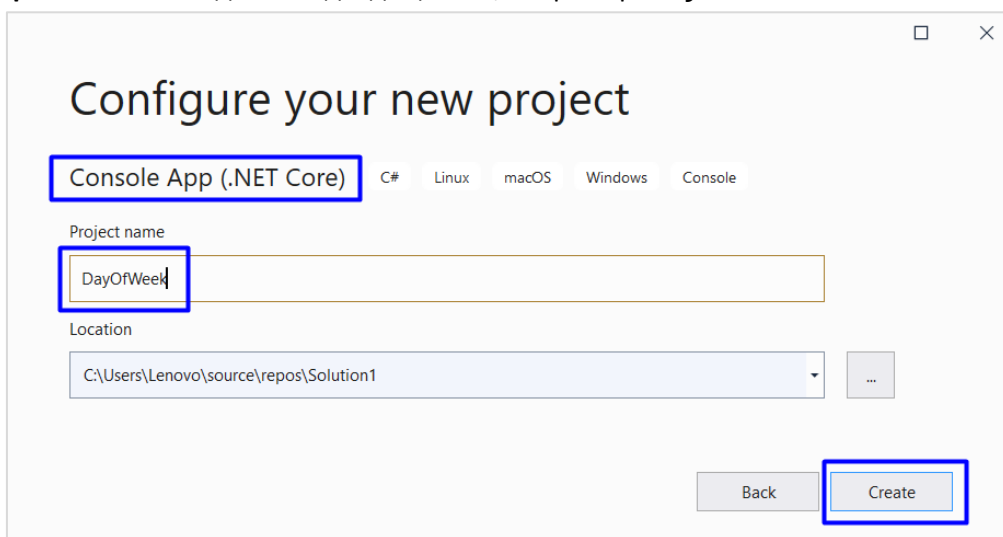 Configure your new project
Console App (.NET Core) C# Linux macOS Windows Console
Project name
DayOfWeek
Location
C:\Users\Lenovo\source\repos\Solution1 ...
Back Create